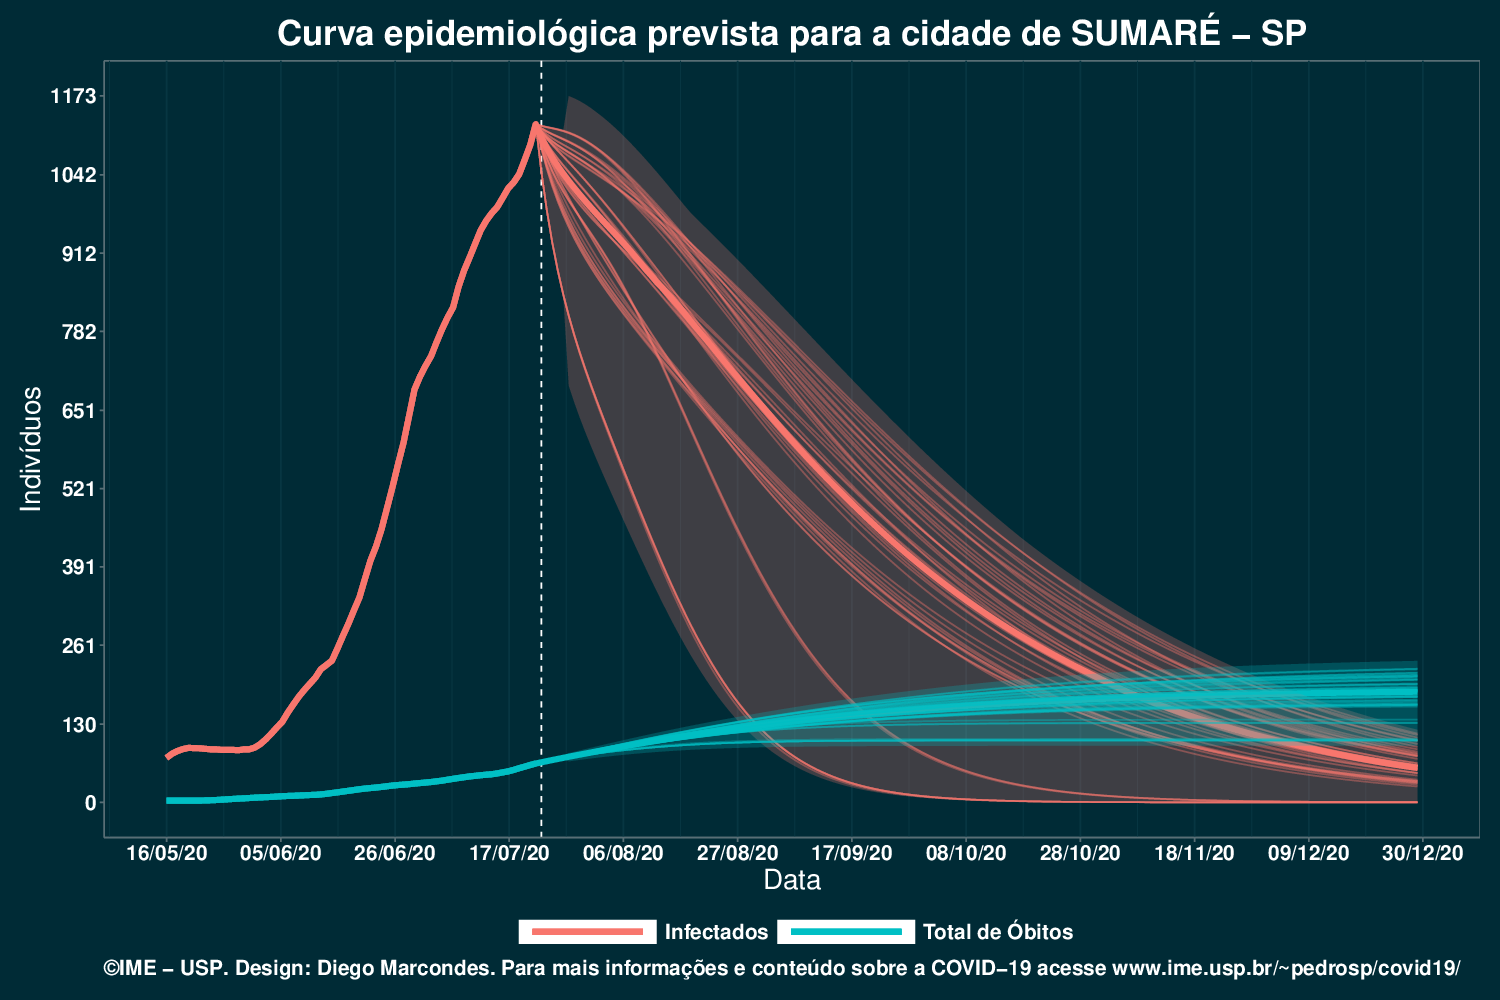 Curva epidemiológica prevista para a cidade de SUMARÉ – SP
Indivíduos
1173
1042
912
782
651
521
391
261
130
0
16/05/20 05/06/20 26/06/20 17/07/20 06/08/20 27/08/20 17/09/20 08/10/20 28/10/20 18/11/20 09/12/20 30/12/20
Data
Infectados Total de Óbitos
©IME – USP. Design: Diego Marcondes. Para mais informações e conteúdo sobre a COVID–19 acesse www.ime.usp.br/~pedrosp/covid19/